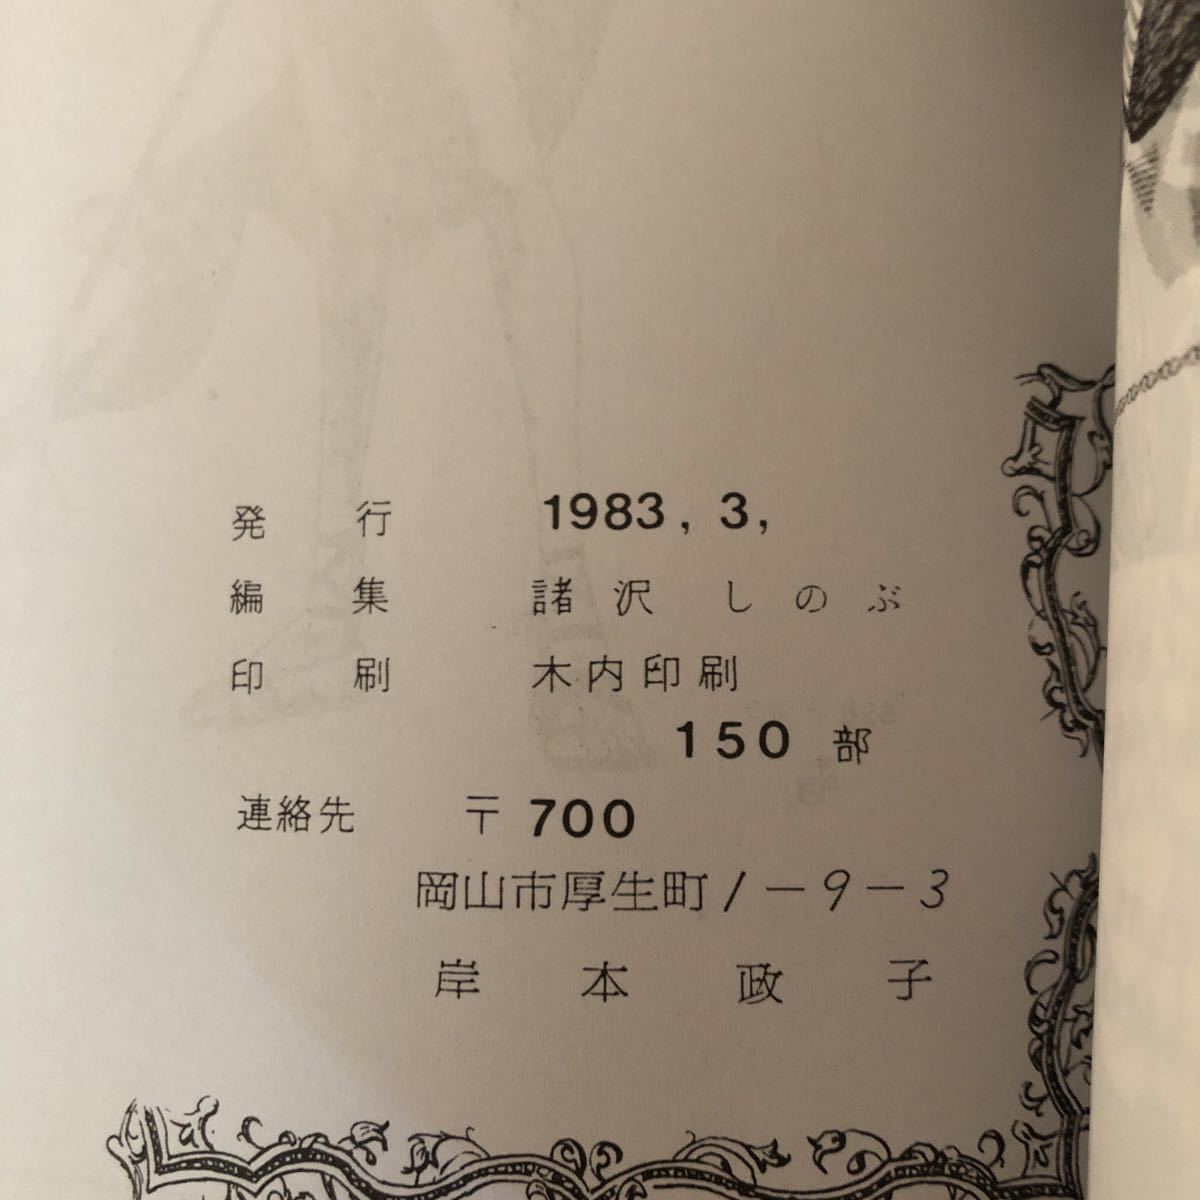 発行 1983, 3,
編集 諸沢 しのぶ
印刷 木内印刷
150 部
連絡先 〒700
岡山市厚生町1-9-3
岸本政子